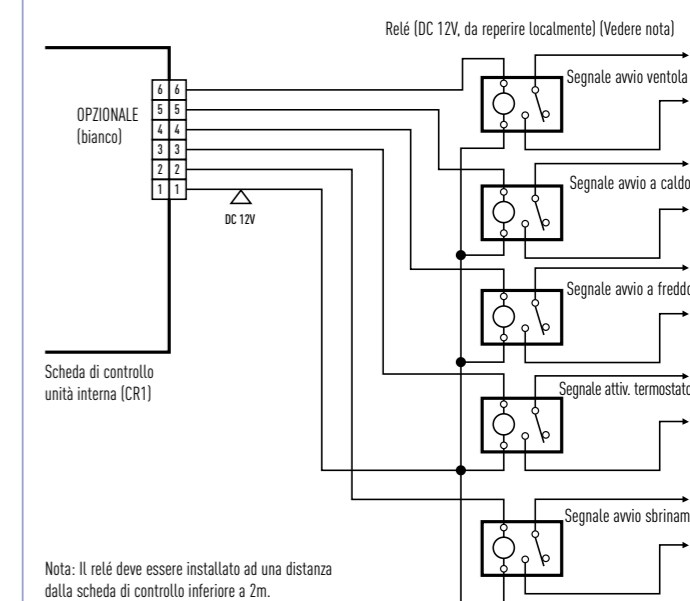 Relé (DC 12V, da reperire localmente) (Vedere nota)
Segnale avvio ventola
OPZIONALE
(bianco)
6 6
5 5
4 4
3 3
2 2
1 1
DC 12V
Segnale avvio a caldo
Segnale avvio a freddo
Scheda di controllo
unità interna (CR1)
Segnale attiv. termostato
Segnale avvio sbrinam
Nota: Il relé deve essere installato ad una distanza
dalla scheda di controllo inferiore a 2m.